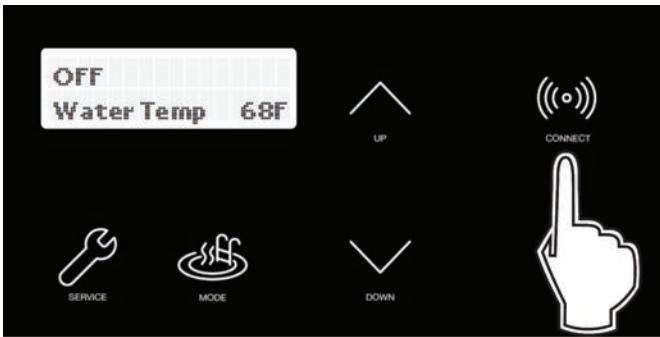 OFF
Water Temp 68F
UP
CONNECT
SERVICE
MODE
DOWN